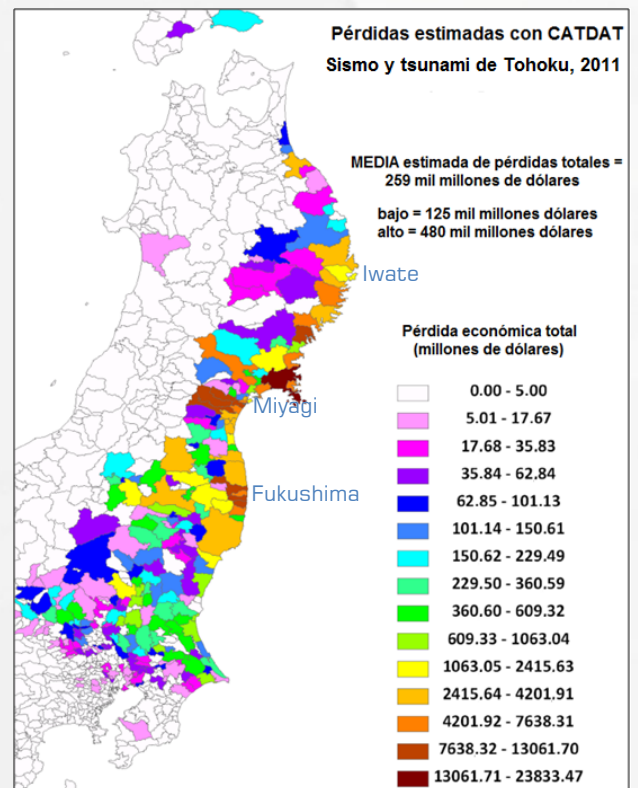 Pérdidas estimadas con CATDAT
Sismo y tsunami de Tohoku, 2011
MEDIA estimada de pérdidas totales =
259 mil millones de dólares
bajo = 125 mil millones dólares
alto = 480 mil millones dólares
Iwate
Miyagi
Fukushima
Pérdida económica total
(millones de dólares)
0.00 - 5.00
5.01 - 17.67
17.68 - 35.83
35.84 - 62.84
62.85 - 101.13
101.14 - 150.61
150.62 - 229.49
229.50 - 360.59
360.60 - 609.32
609.33 - 1063.04
1063.05 - 2415.63
2415.64 - 4201.91
4201.92 - 7638.31
7638.32 - 13061.70
13061.71 - 23833.47